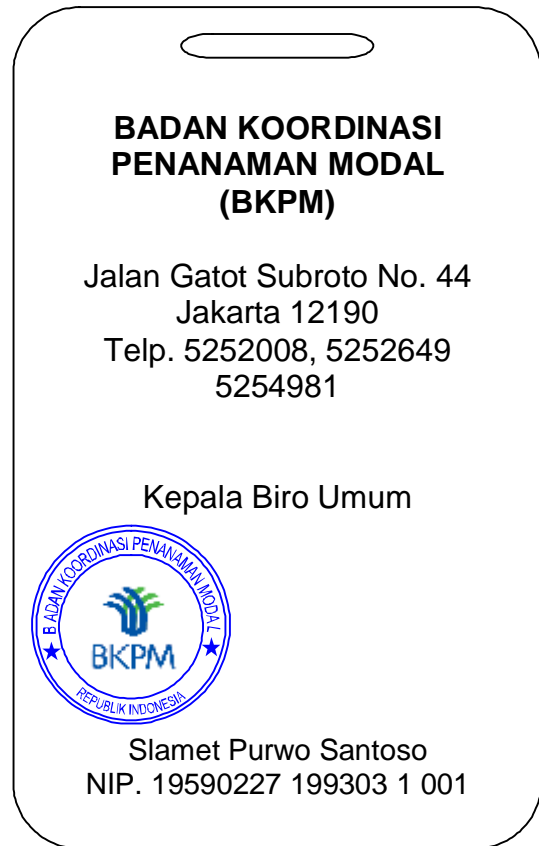 BADAN KOORDINASI
PENANAMAN MODAL
(BKPM)
Jalan Gatot Subroto No. 44
Jakarta 12190
Telp. 5252008, 5252649
5254981
Kepala Biro Umum
B ADAN KOORDINASI PENANAMAN MODAL
BKPM
REPUBLIK INDONESIA
Slamet Purwo Santoso
NIP. 19590227 199303 1 001